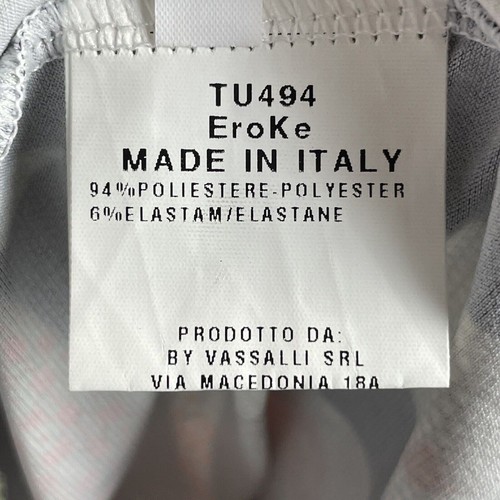 TU494
EroKe
MADE IN ITALY
94%POLIESTERE-POLYESTER
6%ELASTAM/ELASTANE
PRODOTTO DA:
BY VASSALLI SRL
VIA MACEDONIA 18A